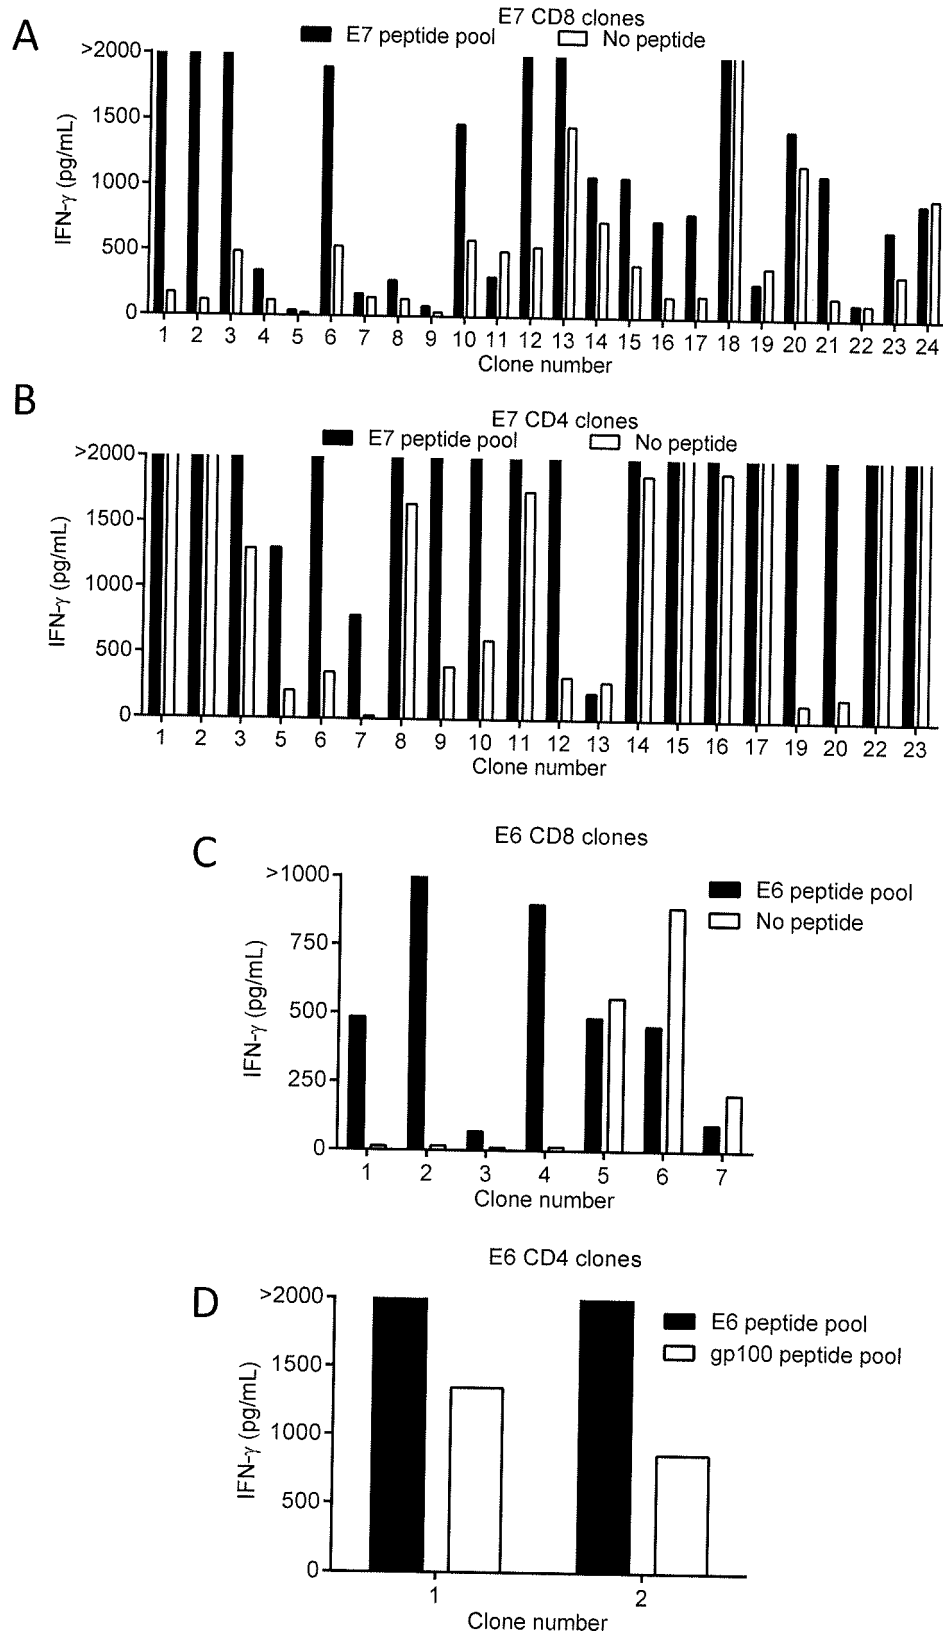 A
E7 CD8 clones
E7 peptide pool No peptide
>2000
1500
1000
500
0
IFN-γ (pg/mL)
1 2 3 4 5 6 7 8 9 10 11 12 13 14 15 16 17 18 19 20 21 22 23 24
Clone number
B
E7 CD4 clones
E7 peptide pool No peptide
>2000
1500
1000
500
0
IFN-γ (pg/mL)
1 2 3 5 6 7 8 9 10 11 12 13 14 15 16 17 19 20 22 23
Clone number
C
E6 CD8 clones
E6 peptide pool
No peptide
>1000
750
500
250
0
IFN-γ (pg/mL)
1 2 3 4 5 6 7
Clone number
D
E6 CD4 clones
E6 peptide pool
gp100 peptide pool
>2000
1500
1000
500
0
IFN-γ (pg/mL)
1 2
Clone number